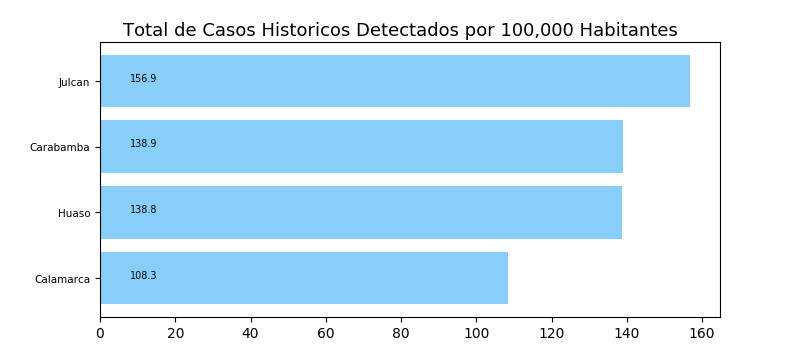 Total de Casos Historicos Detectados por 100,000 Habitantes
Julcan 156.9
Carabamba 138.9
Huaso 138.8
Calamarca 108.3
0 20 40 60 80 100 120 140 160